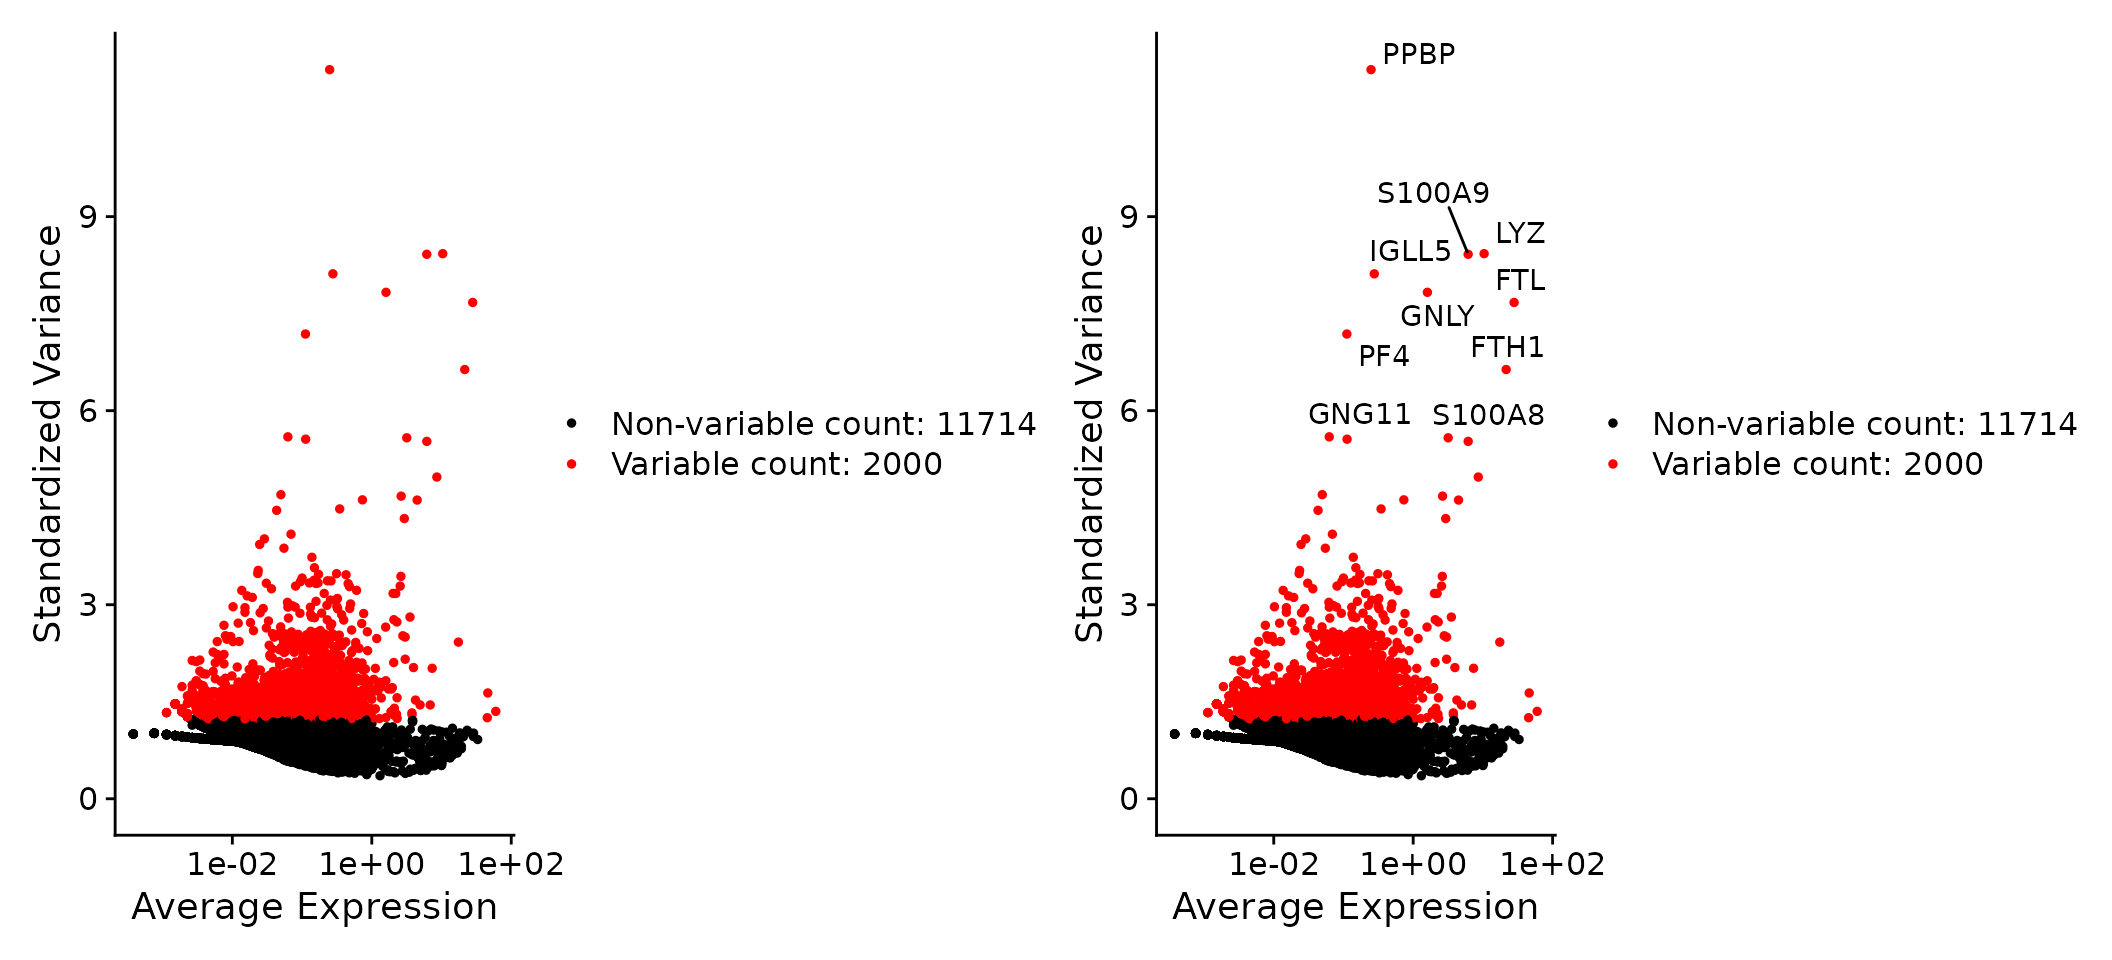 Standardized Variance
9
6
3
0
1e-02 1e+00 1e+02
Average Expression
Non-variable count: 11714
Variable count: 2000
Standardized Variance
9
6
3
0
PPBP
S100A9
LYZ
IGLL5
FTL
GNLY
FTH1
PF4
GNG11
S100A8
1e-02 1e+00 1e+02
Average Expression
Non-variable count: 11714
Variable count: 2000